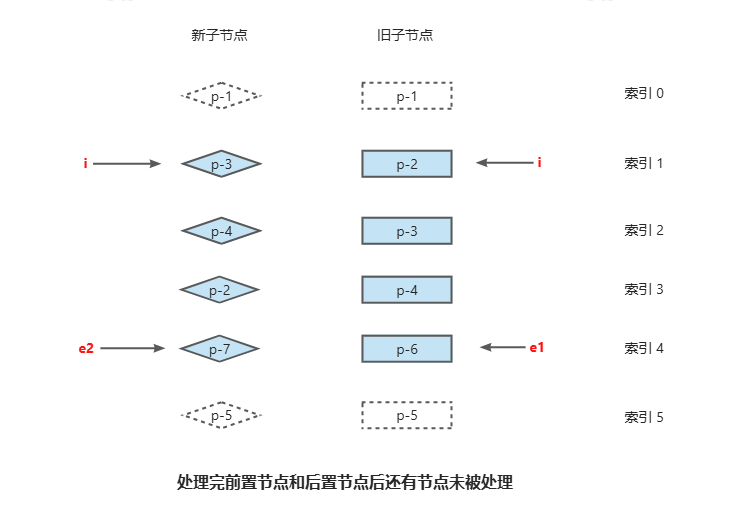 新子节点 旧子节点
p-1 p-1 索引 0
i p-3 p-2 i 索引 1
p-4 p-3 索引 2
p-2 p-4 索引 3
e2 p-7 p-6 e1 索引 4
p-5 p-5 索引 5
处理完前置节点和后置节点后还有节点未被处理